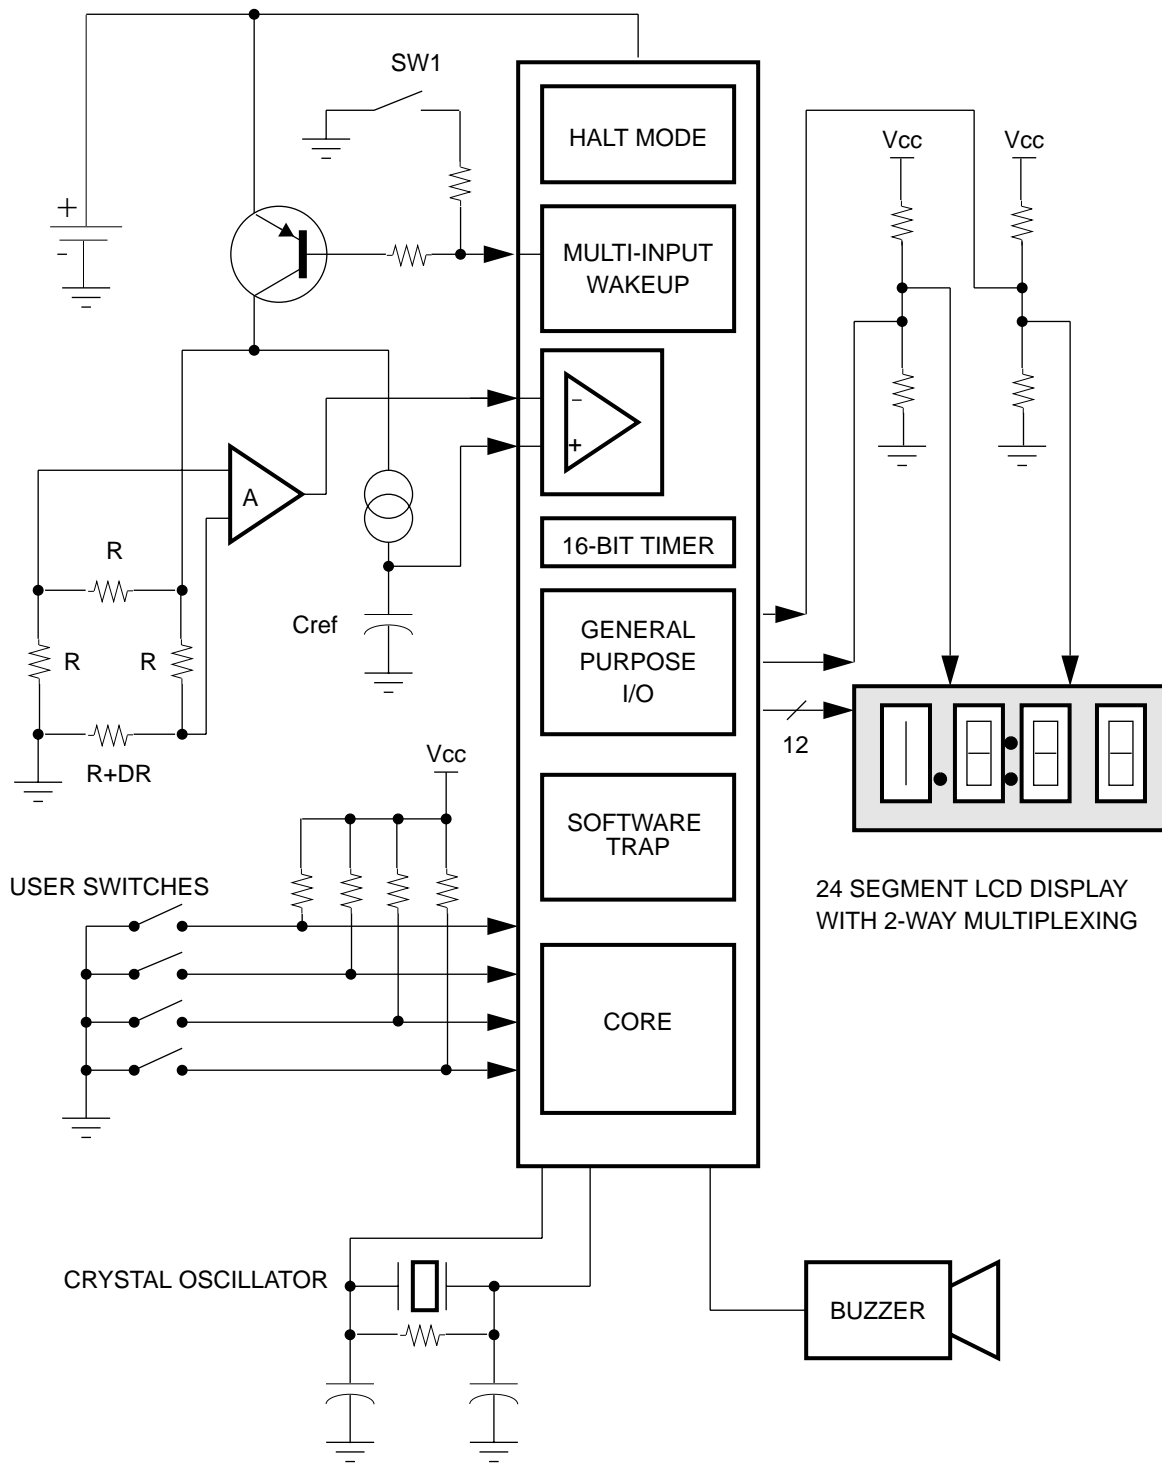 SW1
HALT MODE
Vcc
Vcc
+
-
MULTI-INPUT
WAKEUP
−
+
A
16-BIT TIMER
R
Cref
GENERAL
PURPOSE
I/O
R
R
12
R+DR
Vcc
SOFTWARE
TRAP
USER SWITCHES
24 SEGMENT LCD DISPLAY
WITH 2-WAY MULTIPLEXING
CORE
CRYSTAL OSCILLATOR
BUZZER